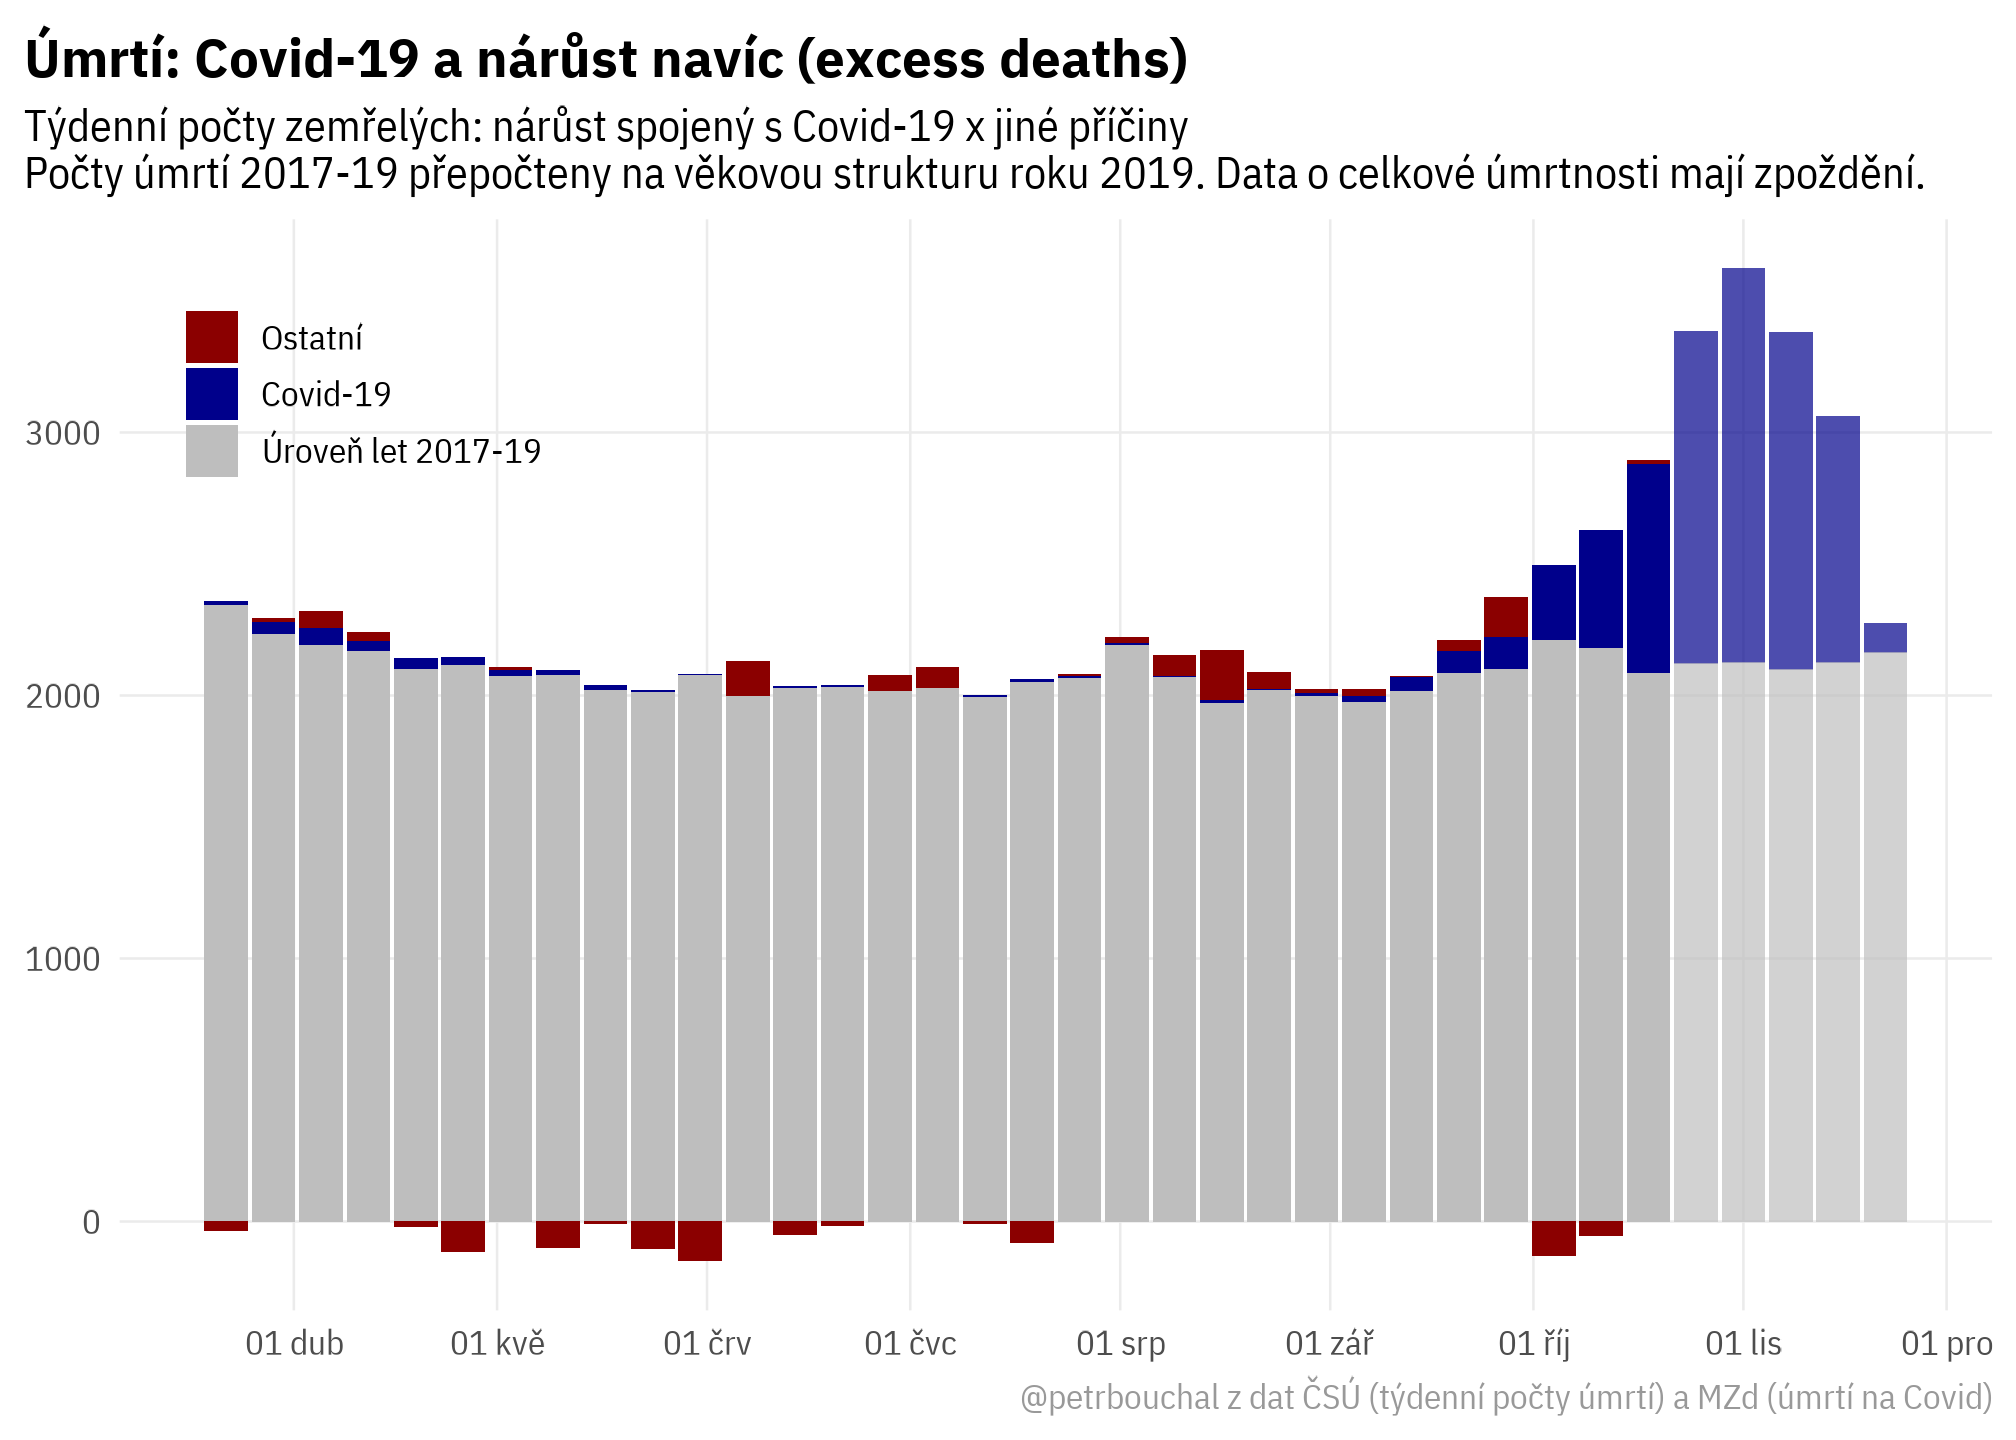 Úmrtí: Covid-19 a nárůst navíc (excess deaths)
Týdenní počty zemřelých: nárůst spojený s Covid-19 x jiné příčiny
Počty úmrtí 2017-19 přepočteny na věkovou strukturu roku 2019. Data o celkové úmrtnosti mají zpoždění.
Ostatní
Covid-19
Úroveň let 2017-19
3000
2000
1000
0
01 dub
01 kvě
01 črv
01 čvc
01 srp
01 zář
01 říj
01 lis
01 pro
@petrbouchal z dat ČSÚ (týdenní počty úmrtí) a MZd (úmrtí na Covid)